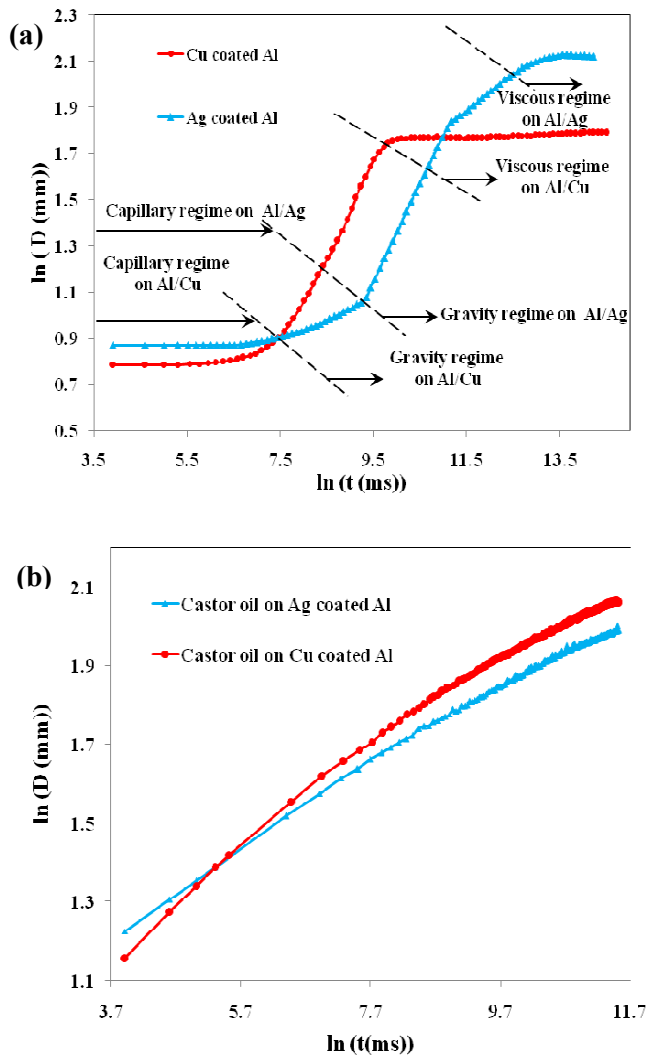 (a)
2.1
1.9
1.7
1.5
1.3
1.1
0.9
0.7
0.5
ln (D (mm))
Cu coated Al
Ag coated Al
Viscous regime
on Al/Ag
Viscous regime
on Al/Cu
Capillary regime on Al/Ag
Capillary regime
on Al/Cu
Gravity regime on Al/Ag
Gravity regime
on Al/Cu
3.5 5.5 7.5 9.5 11.5 13.5
ln (t (ms))
(b)
2.1
1.9
1.7
1.5
1.3
1.1
ln (D (mm))
Castor oil on Ag coated Al
Castor oil on Cu coated Al
3.7 5.7 7.7 9.7 11.7
ln (t(ms))